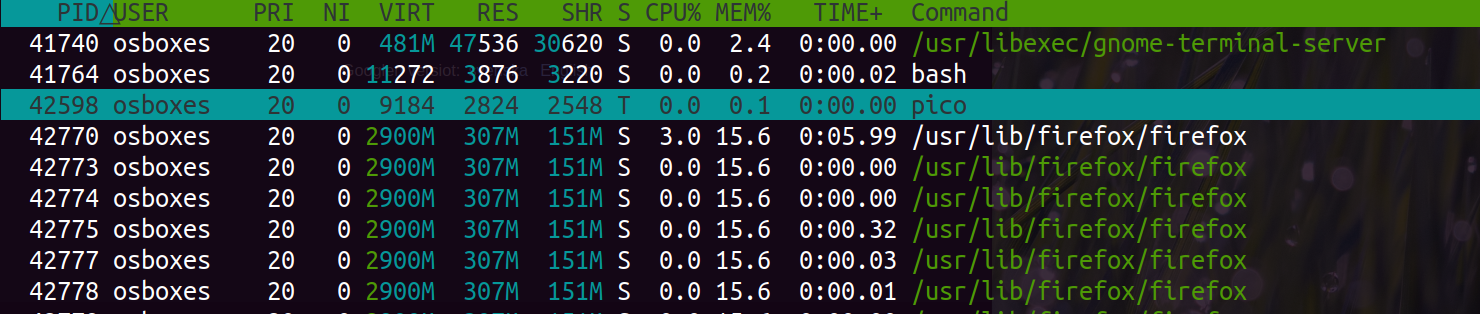 PID△USER PRI NI VIRT RES SHR S CPU% MEM% TIME+ Command
41740 osboxes 20 0 481M 47536 30620 S 0.0 2.4 0:00.00 /usr/libexec/gnome-terminal-server
41764 osboxes 20 0 11272 3876 3220 S 0.0 0.2 0:00.02 bash
42598 osboxes 20 0 9184 2824 2548 T 0.0 0.1 0:00.00 pico
42770 osboxes 20 0 2900M 307M 151M S 3.0 15.6 0:05.99 /usr/lib/firefox/firefox
42773 osboxes 20 0 2900M 307M 151M S 0.0 15.6 0:00.00 /usr/lib/firefox/firefox
42774 osboxes 20 0 2900M 307M 151M S 0.0 15.6 0:00.00 /usr/lib/firefox/firefox
42775 osboxes 20 0 2900M 307M 151M S 0.0 15.6 0:00.32 /usr/lib/firefox/firefox
42777 osboxes 20 0 2900M 307M 151M S 0.0 15.6 0:00.03 /usr/lib/firefox/firefox
42778 osboxes 20 0 2900M 307M 151M S 0.0 15.6 0:00.01 /usr/lib/firefox/firefox